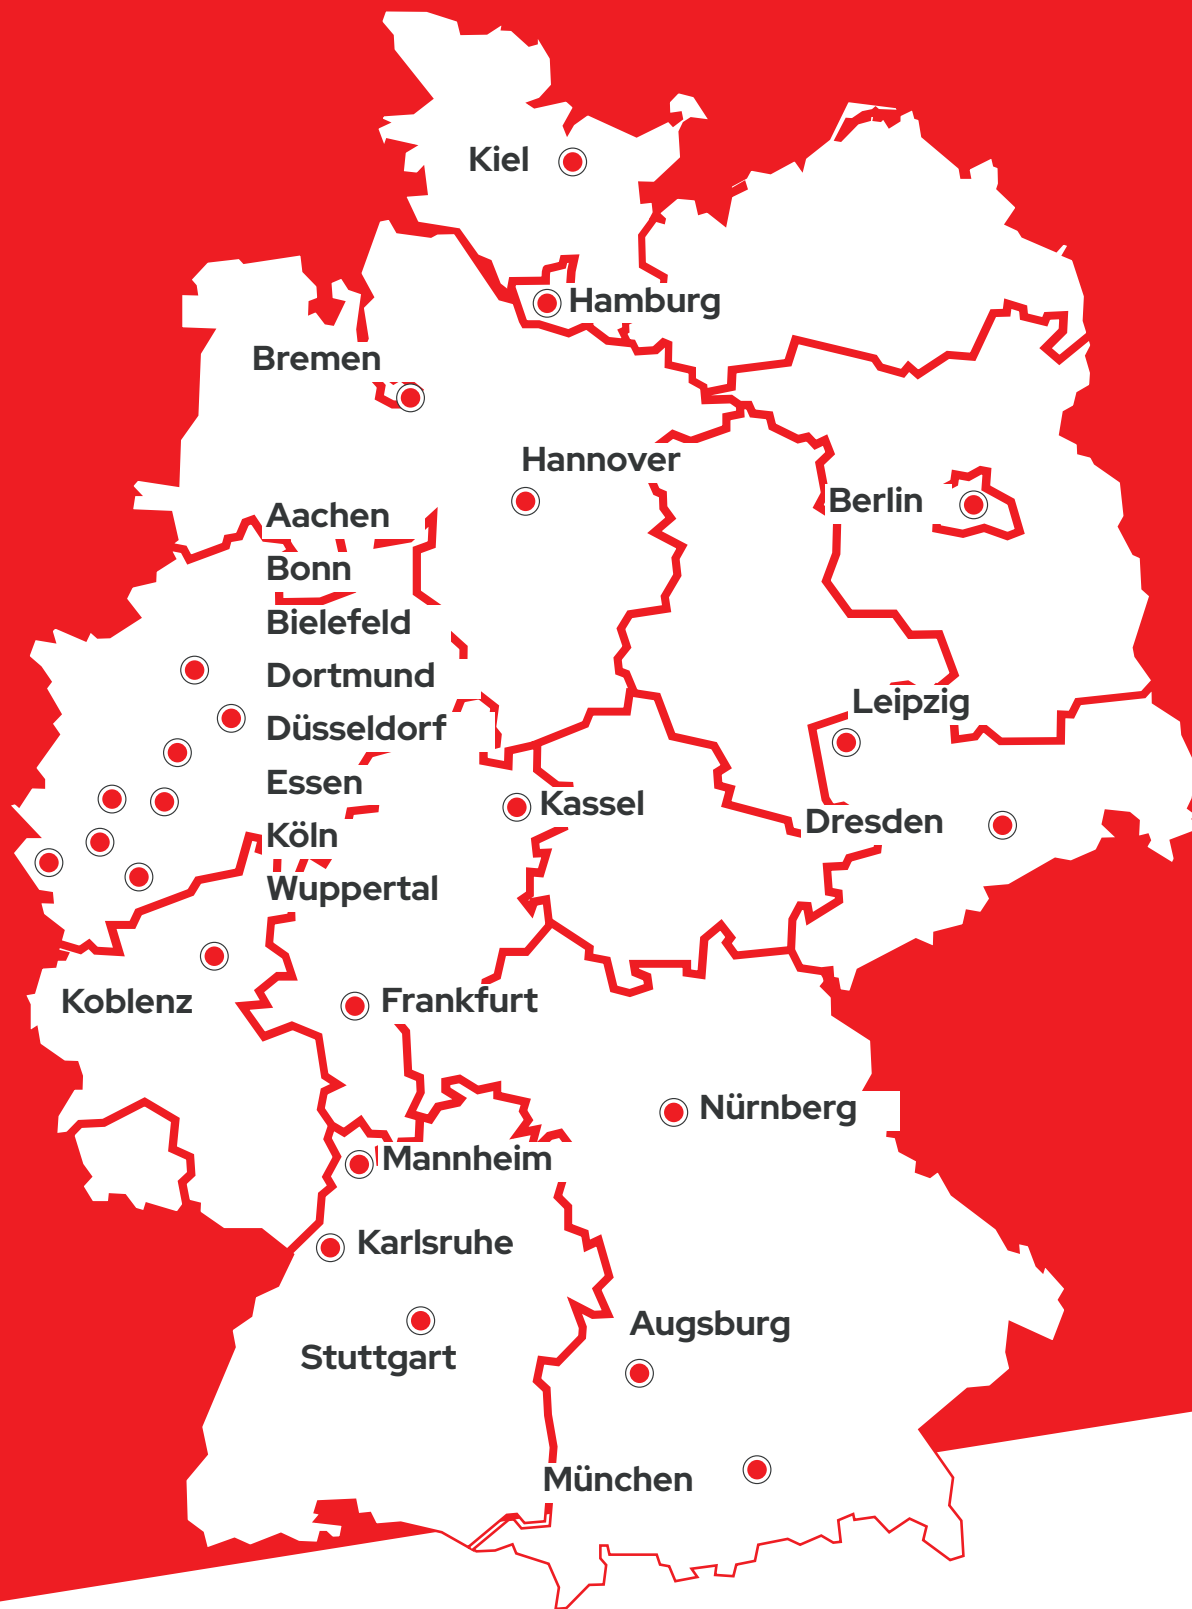 Kiel
Hamburg
Bremen
Hannover
Berlin
Aachen
Bonn
Bielefeld
Dortmund
Leipzig
Düsseldorf
Essen
Kassel
Dresden
Köln
Wuppertal
Koblenz
Frankfurt
Nürnberg
Mannheim
Karlsruhe
Augsburg
Stuttgart
München